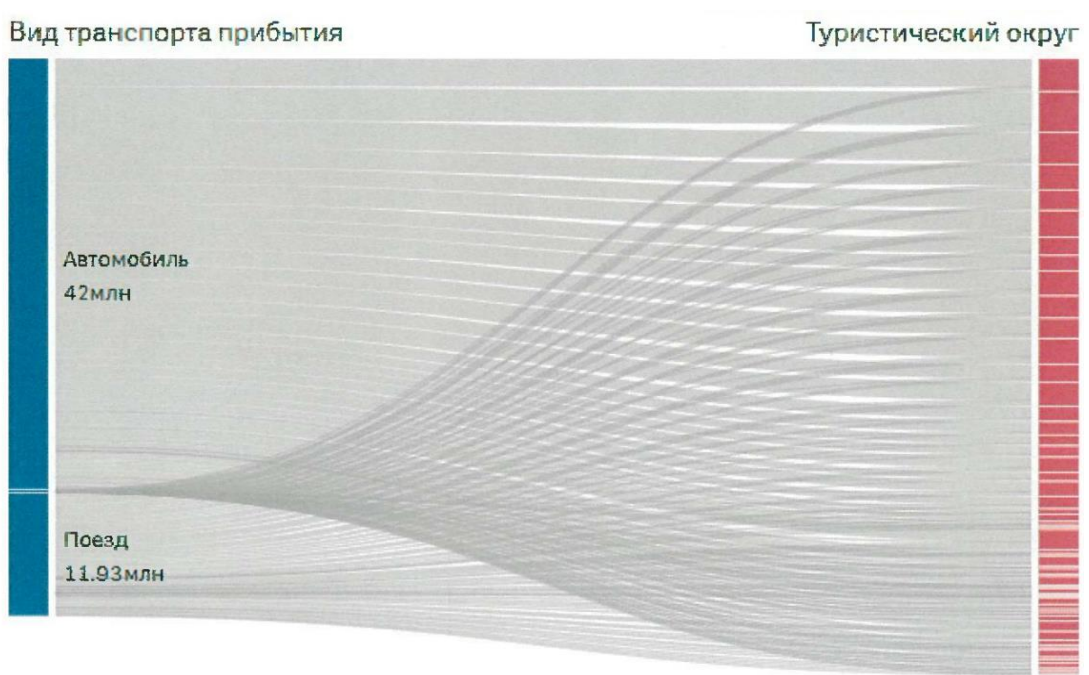 Вид транспорта прибытия
Туристический округ
Автомобиль
42млн
Поезд
11.93млн